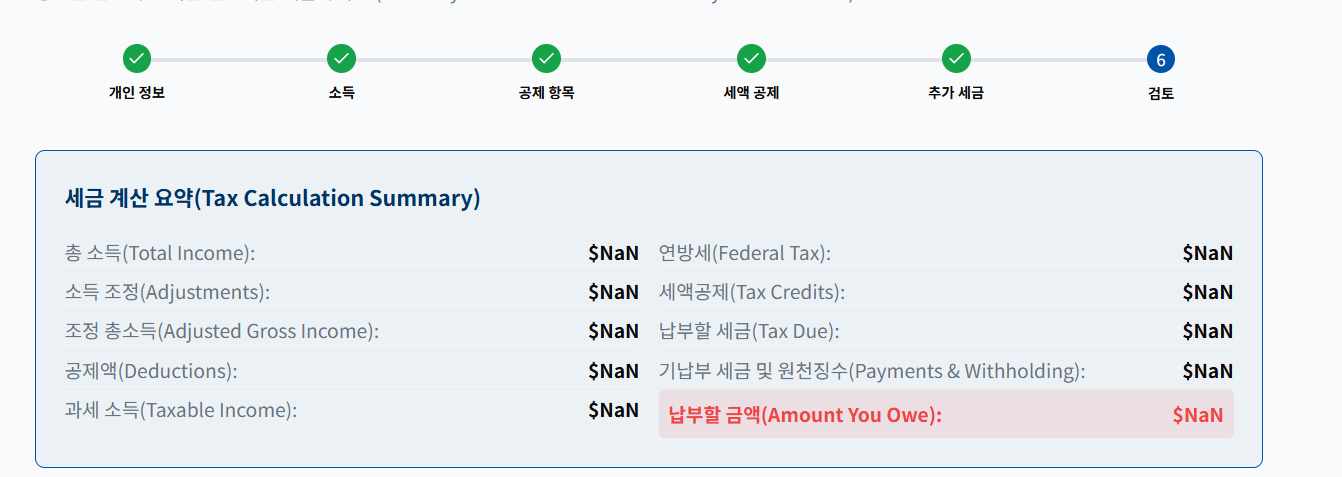 6
개인 정보
소득
공제 항목
세액 공제
추가 세금
검토
세금 계산 요약(Tax Calculation Summary)
총 소득(Total Income): $NaN
소득 조정(Adjustments): $NaN
조정 총소득(Adjusted Gross Income): $NaN
공제액(Deductions): $NaN
과세 소득(Taxable Income): $NaN
연방세(Federal Tax): $NaN
세액공제(Tax Credits): $NaN
납부할 세금(Tax Due): $NaN
기납부 세금 및 원천징수(Payments & Withholding): $NaN
납부할 금액(Amount You Owe): $NaN